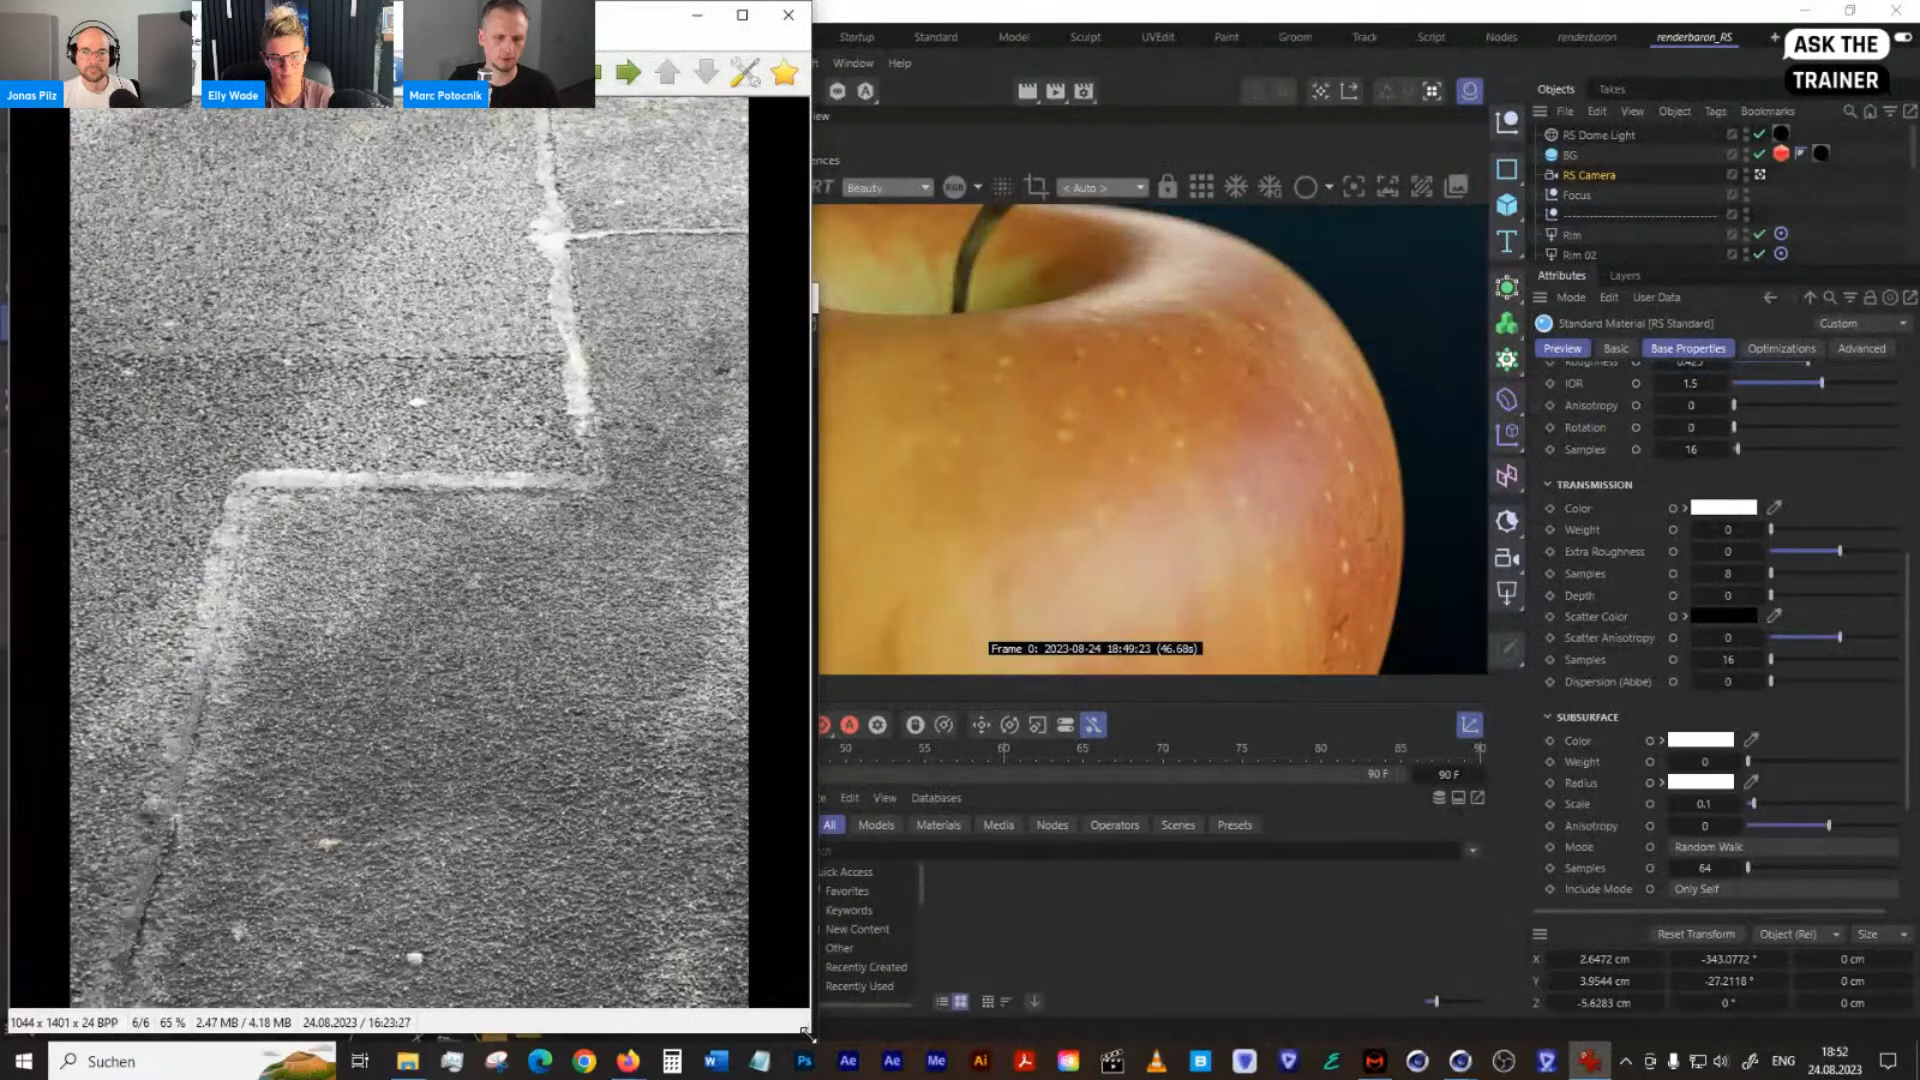 Jonas Pilz
Elly Wade
Marc Potocnik
Startup
Standard
Model
Sculpt
UVEdit
Paint
Groom
Track
Script
Nodes
renderbaron
renderbaron_RS
ASK THE
TRAINER
Window
Help
Objects
Takes
File
Edit
View
Object
Tags
Bookmarks
RS Dome Light
BG
RS Camera
Focus
Rim
Rim 02
Beauty
RGB
< Auto >
Attributes
Layers
Mode
Edit
User Data
Standard Material [RS Standard]
Custom
Preview
Basic
Base Properties
Optimizations
Advanced
Roughness 0.425
IOR 1.5
Anisotropy 0
Rotation 0
Samples 16
TRANSMISSION
Color
Weight 0
Extra Roughness 0
Samples 8
Depth 0
Scatter Color
Scatter Anisotropy 0
Samples 16
Dispersion (Abbe) 0
SUBSURFACE
Color
Weight 0
Radius
Scale 0.1
Anisotropy 0
Mode Random Walk
Samples 64
Include Mode Only Self
Reset Transform
Object (Rel)
Size
X 2.6472 cm -343.0772 ° 0 cm
Y 3.9544 cm -27.2118 ° 0 cm
Z -5.6283 cm 0 ° 0 cm
Frame 0: 2023-08-24 18:49:23 (46.68s)
50 55 60 65 70 75 80 85 90
90 F
90 F
Edit
View
Databases
All
Models
Materials
Media
Nodes
Operators
Scenes
Presets
Favorites
Keywords
New Content
Other
Recently Created
Recently Used
1044 x 1401 x 24 BPP 6/6 65 % 2.47 MB / 4.18 MB 24.08.2023 / 16:23:27
Suchen
Ps
Ae
Ae
Me
Ai
ENG
18:52
24.08.2023